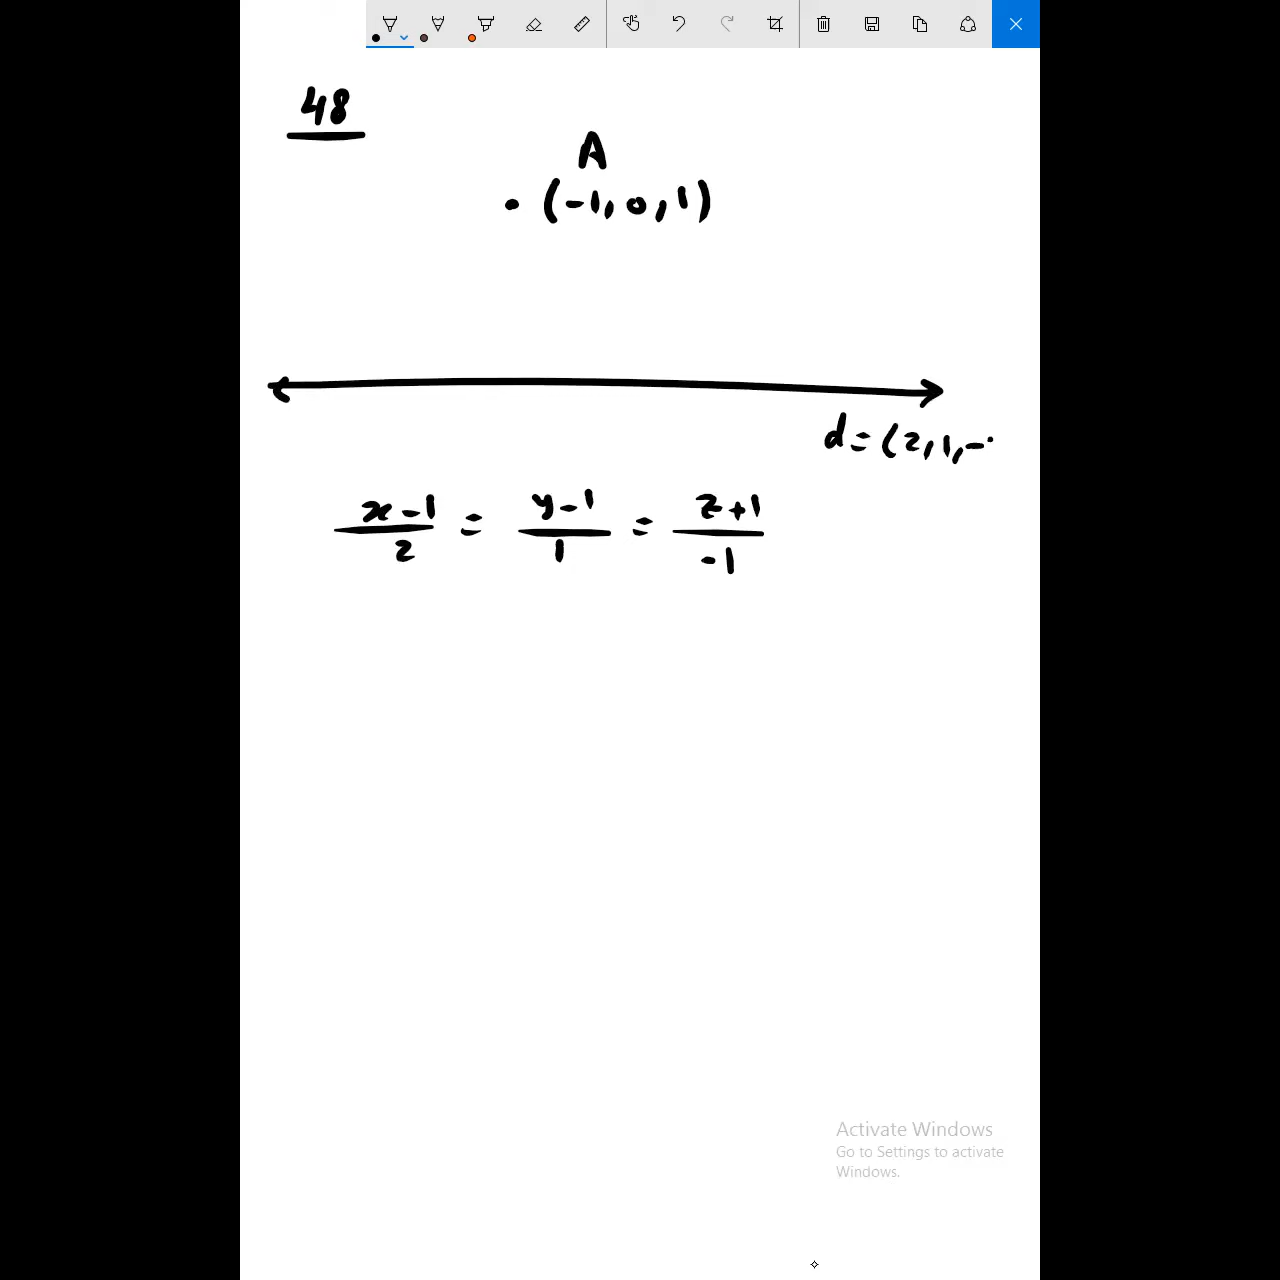 48
A
. (-1, 0, 1)
d = (2, 1, -
x - 1 / 2 = y - 1 / 1 = z + 1 / -1
Activate Windows
Go to Settings to activate
Windows.